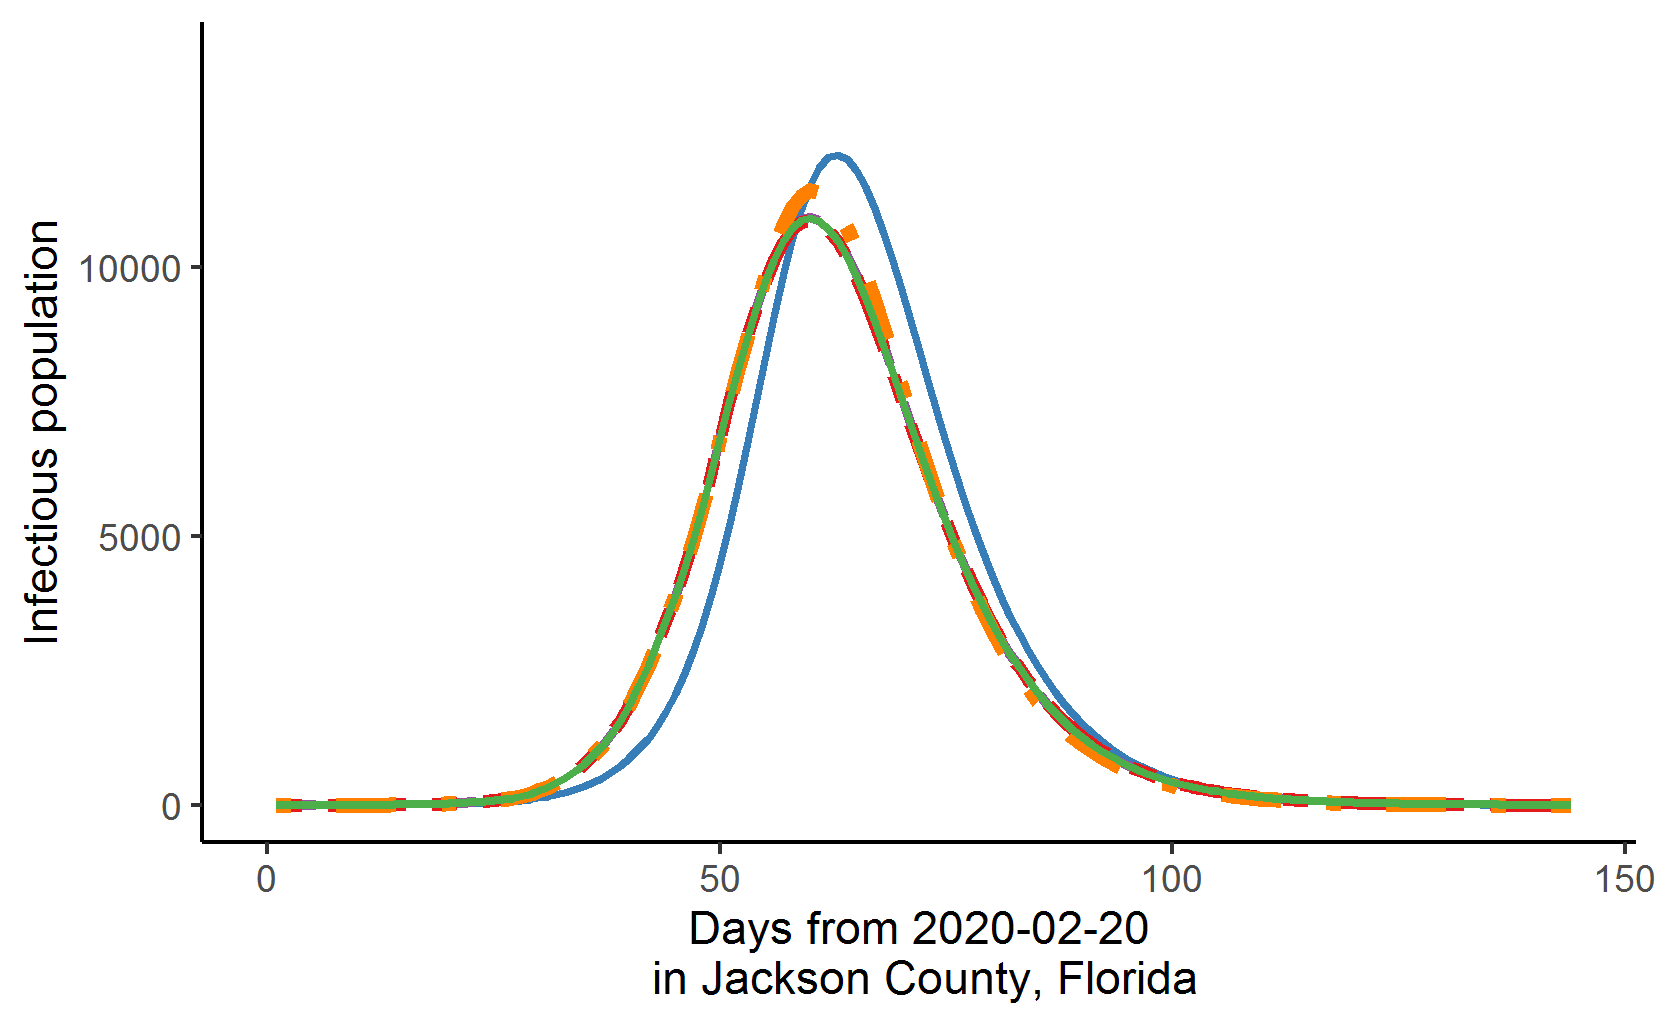 Infectious population
10000
5000
0
0 50 100 150
Days from 2020-02-20
in Jackson County, Florida